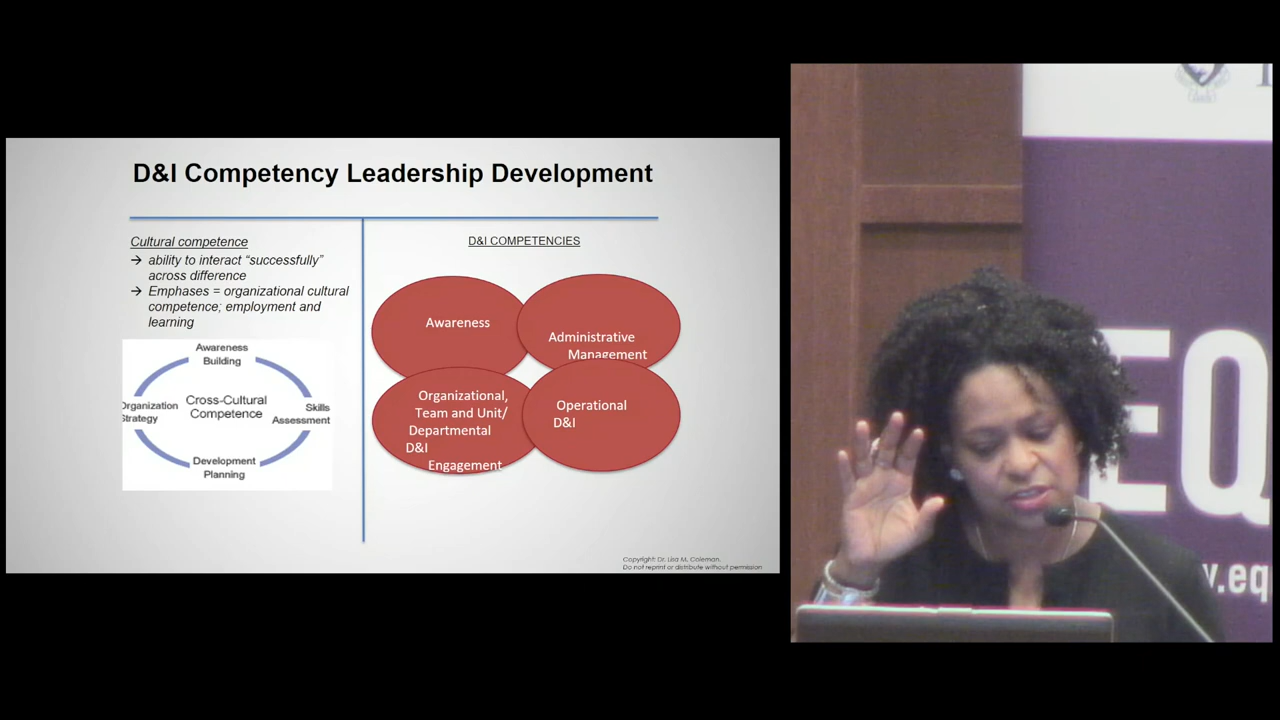 D&I Competency Leadership Development
Cultural competence
→ ability to interact “successfully”
across difference
→ Emphases = organizational cultural
competence; employment and
learning
Awareness
Building
Cross-Cultural
Competence
Organization
Strategy
Skills
Assessment
Development
Planning
D&I COMPETENCIES
Awareness
Administrative
Management
Organizational,
Team and Unit/
Departmental
D&I
Engagement
Operational
D&I
Copyright: Dr. Lisa M. Coleman.
Do not reprint or distribute without permission
EQ
.eq